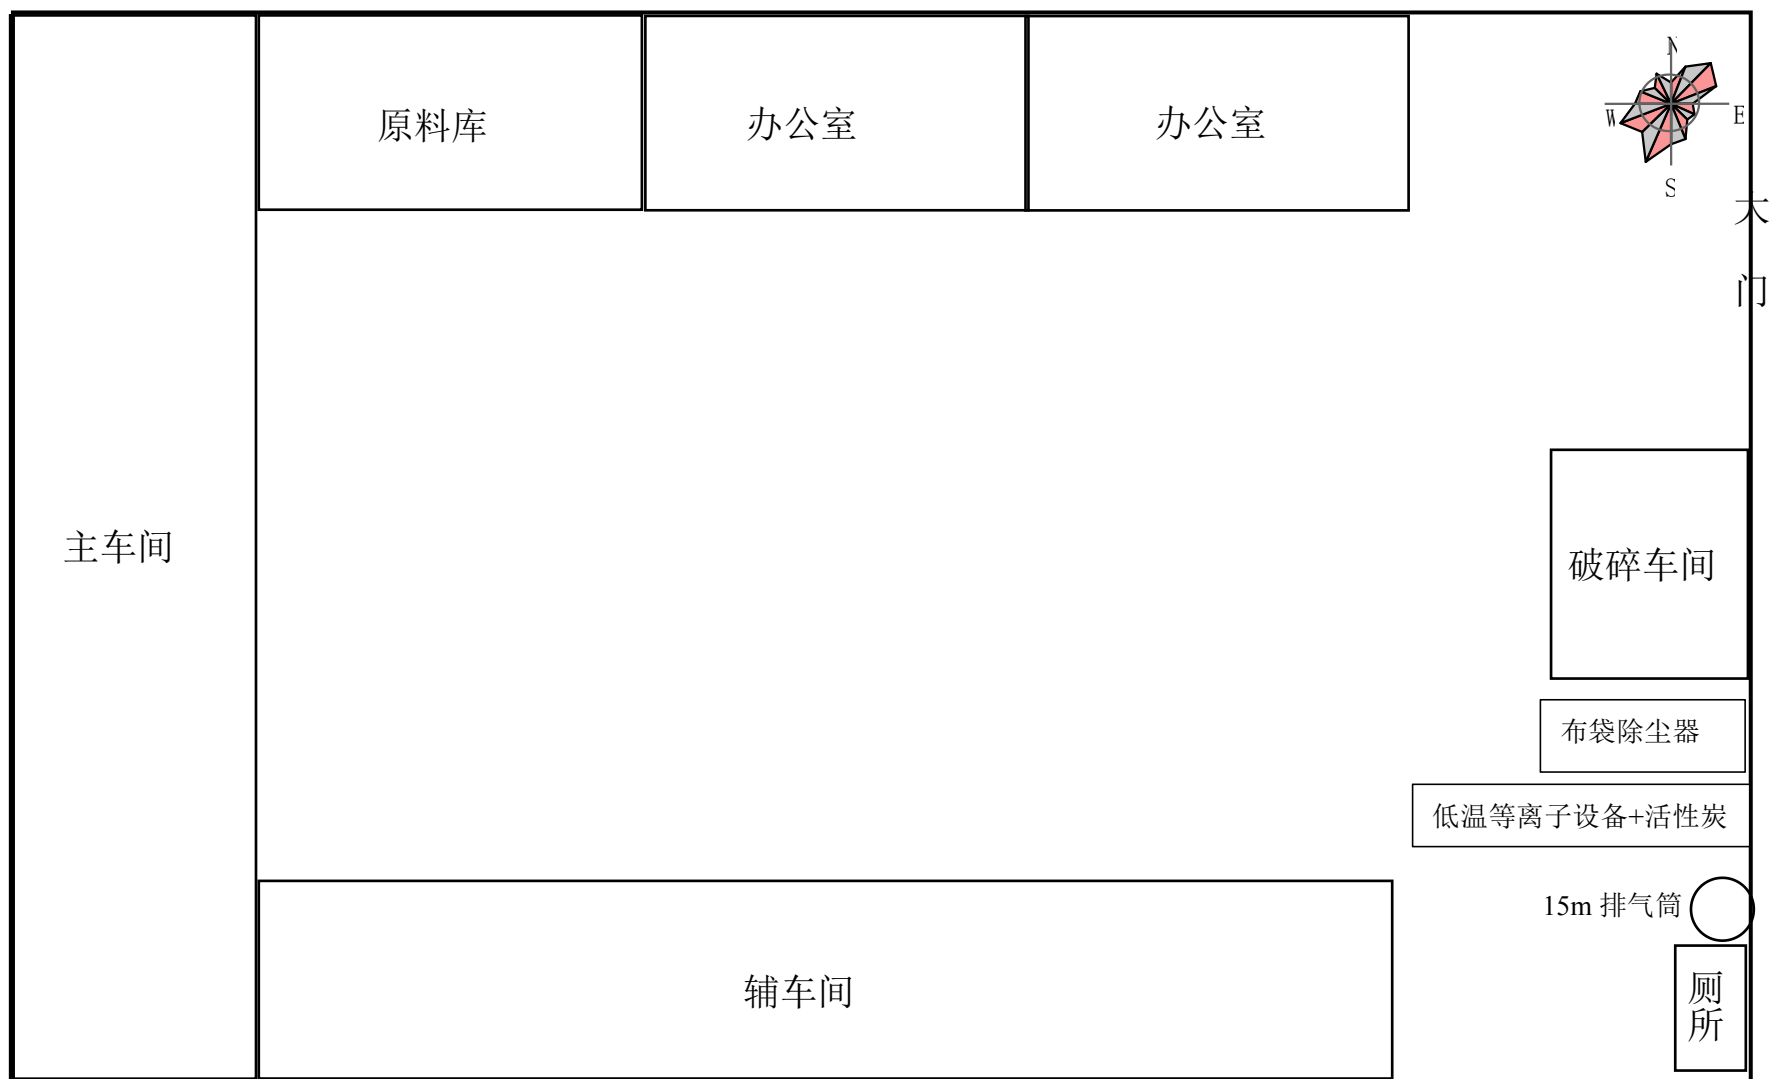 N
原料库
办公室
办公室
W
E
S
大
门
主车间
破碎车间
布袋除尘器
低温等离子设备+活性炭
15m 排气筒
辅车间
厕
所